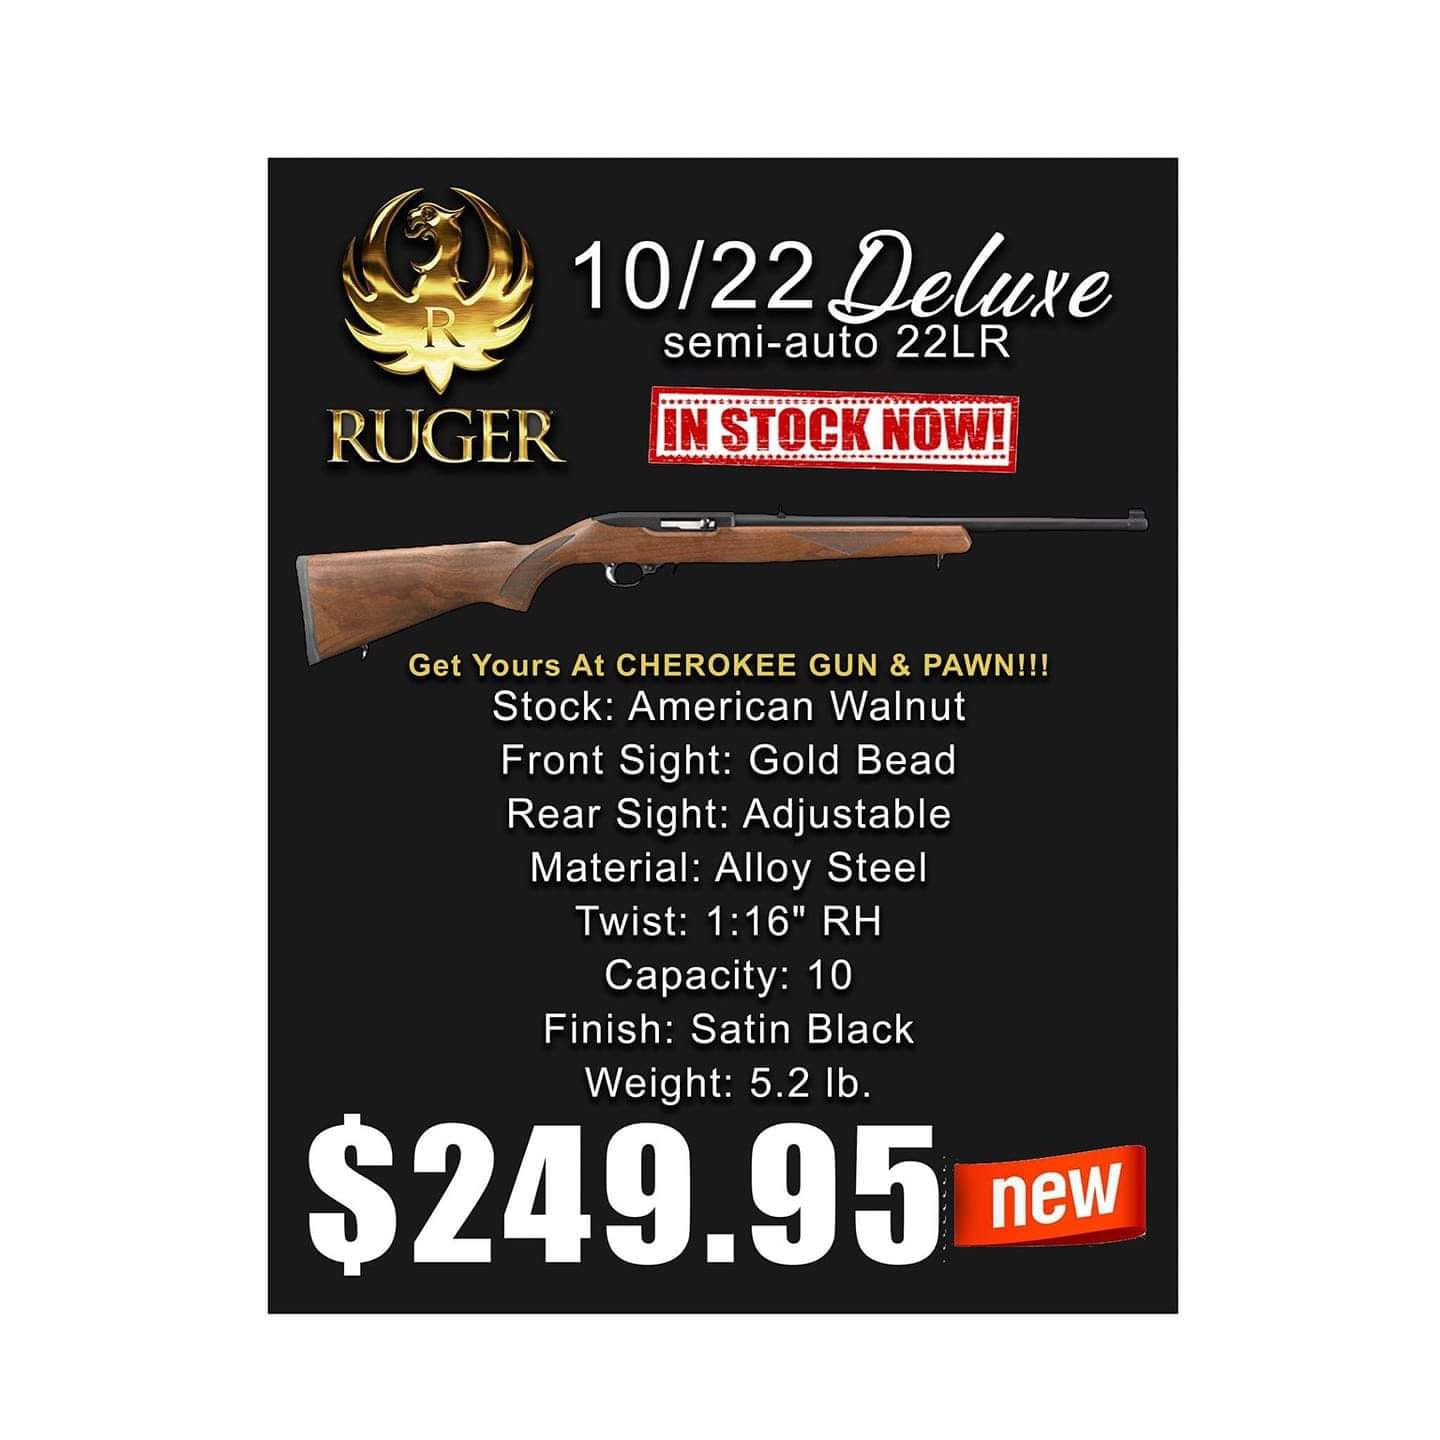 R
RUGER
10/22 Deluxe
semi-auto 22LR
IN STOCK NOW!
Get Yours At CHEROKEE GUN & PAWN!!!
Stock: American Walnut
Front Sight: Gold Bead
Rear Sight: Adjustable
Material: Alloy Steel
Twist: 1:16" RH
Capacity: 10
Finish: Satin Black
Weight: 5.2 lb.
$249.95
new